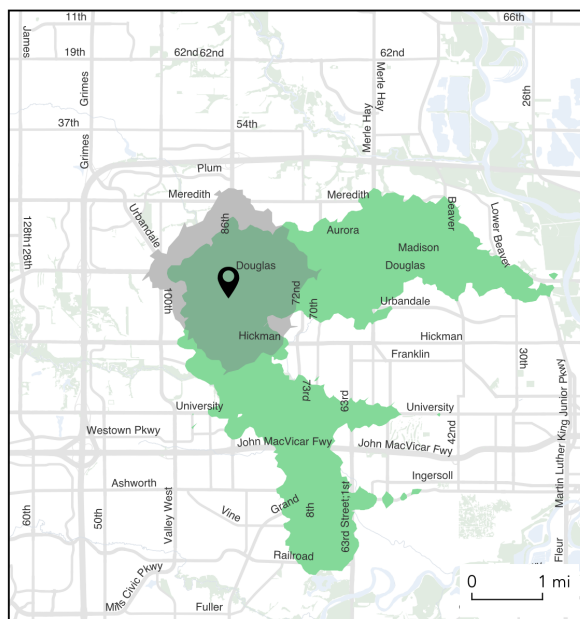 11th
66th
James
19th
62nd 62nd
62nd
Grimes
Merle Hay
26th
37th
54th
Merle Hay
Grimes
Plum
Meredith
Meredith
Beaver
Urbandale
86th
Lower Beaver
128th 128th
Aurora
Madison
Douglas
Douglas
100th
72nd
70th
Urbandale
Hickman
Hickman
Franklin
30th
73rd
63rd
University
University
Westown Pkwy
42nd
John MacVicar Fwy
John MacVicar Fwy
Martin Luther King Junior Pkwy
Ingersoll
Ashworth
Valley West
Grand
8th
63rd Street;1st
60th
50th
Vine
Railroad
Fleur
Mills Civic Pkwy
Fuller
0 1 mi